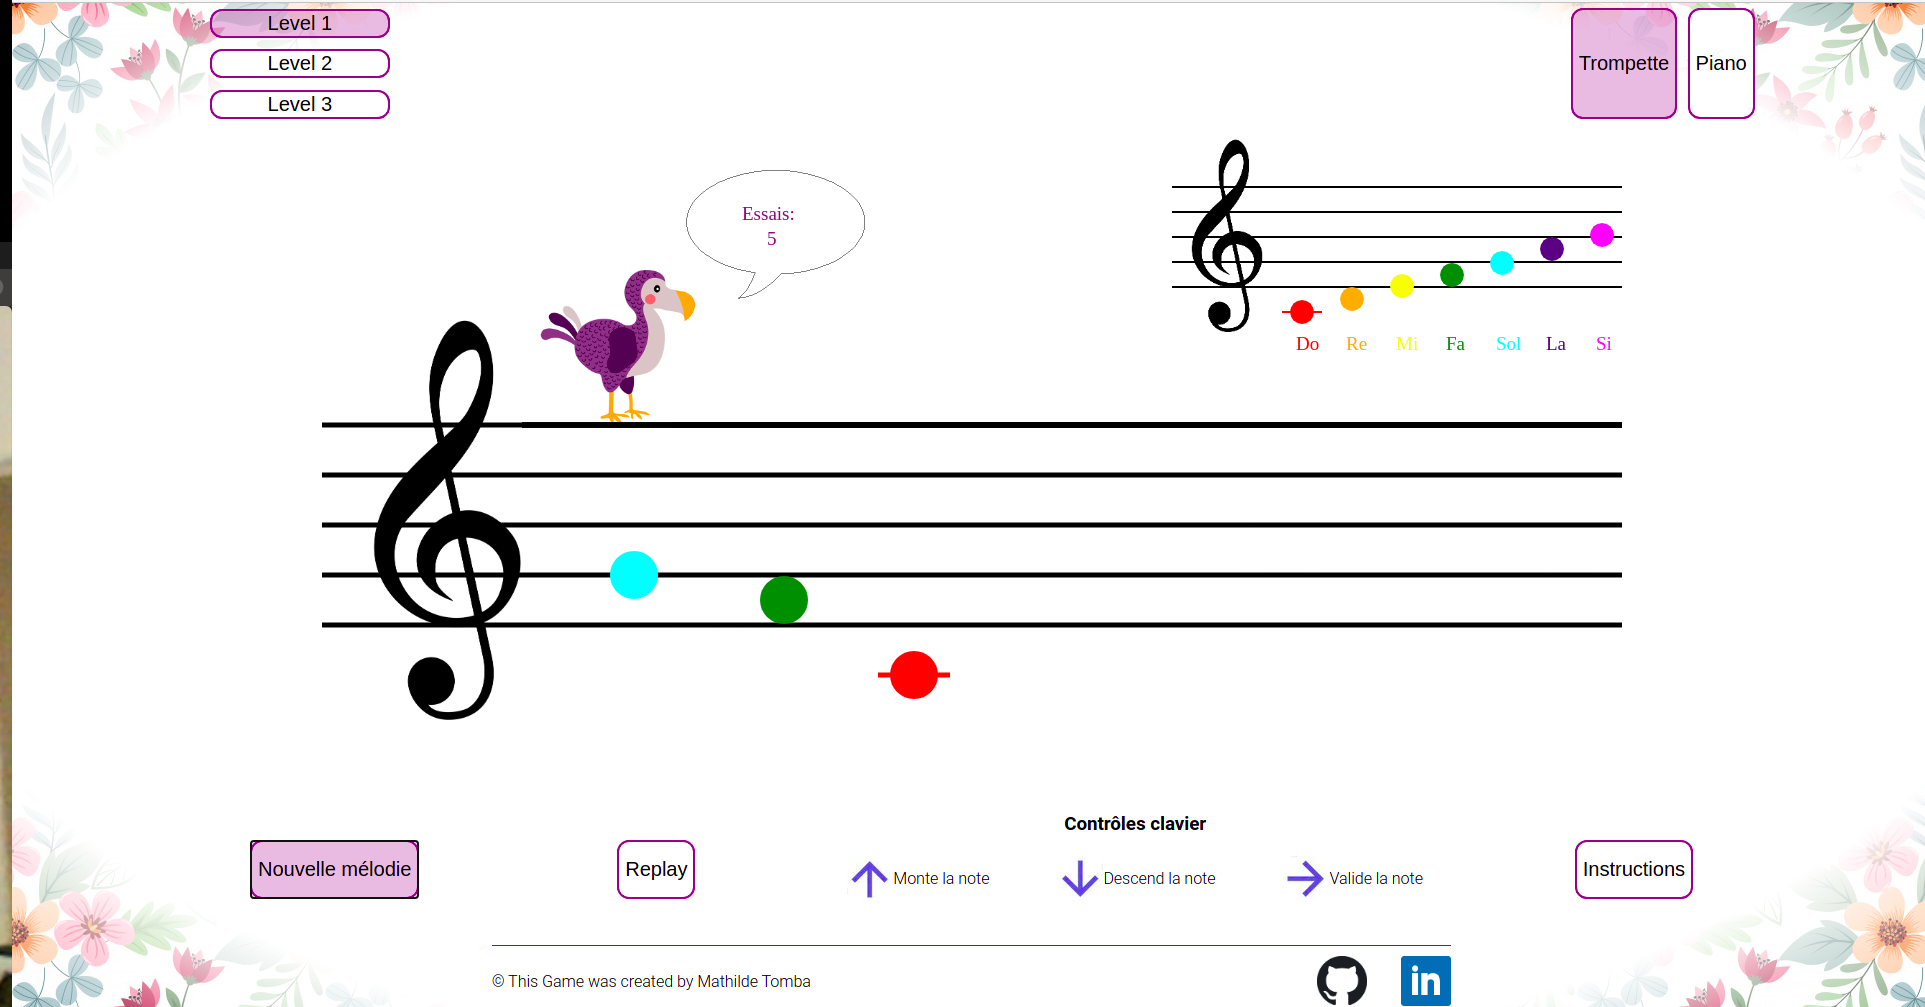 Level 1
Level 2
Level 3
Trompette
Piano
Essais:
5
Do Re Mi Fa Sol La Si
Contrôles clavier
Nouvelle mélodie
Replay
Monte la note
Descend la note
Valide la note
Instructions
© This Game was created by Mathilde Tomba
in